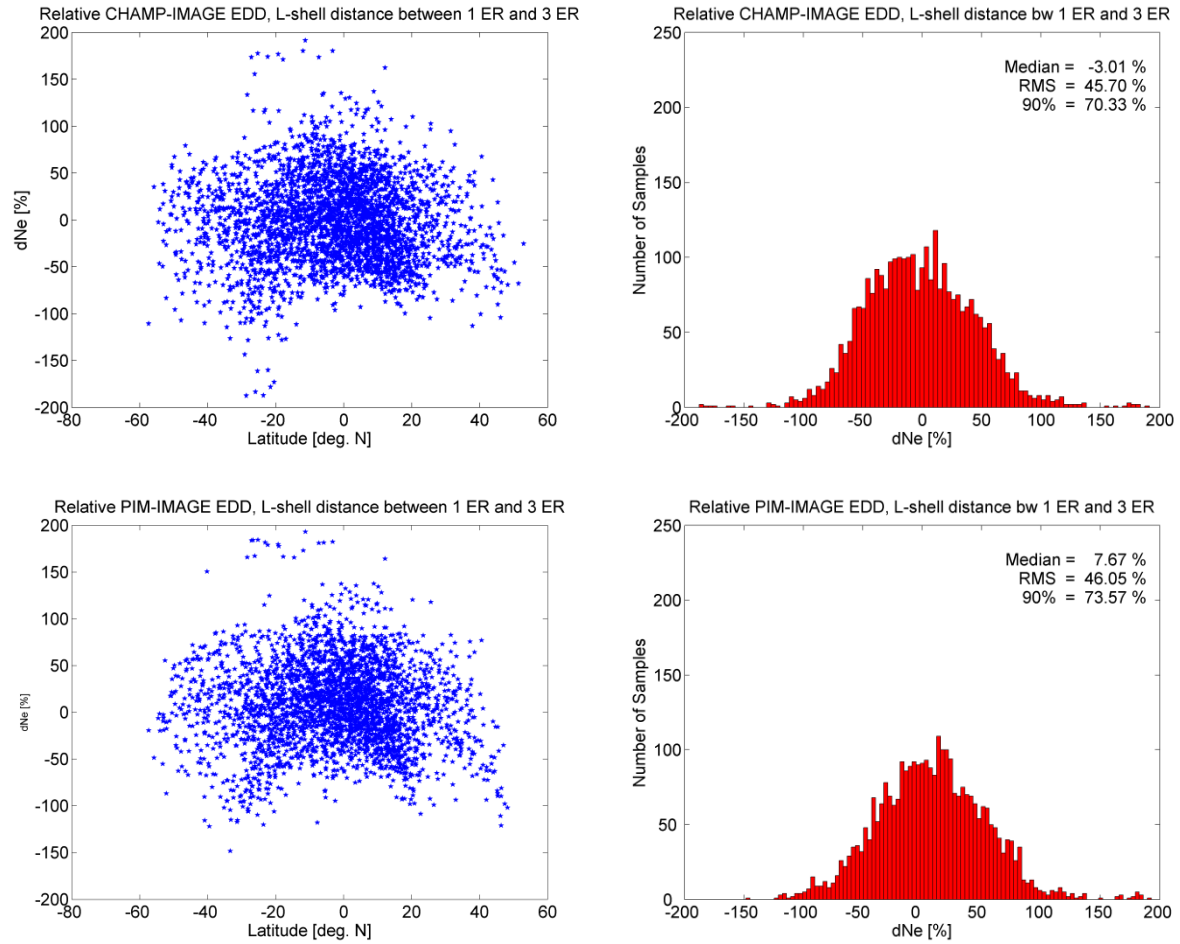 Relative CHAMP-IMAGE EDD, L-shell distance between 1 ER and 3 ER
200
150
100
50
0
-50
-100
-150
-200
dNe [%]
-80 -60 -40 -20 0 20 40 60
Latitude [deg. N]
Relative CHAMP-IMAGE EDD, L-shell distance bw 1 ER and 3 ER
250
200
150
100
50
0
Number of Samples
Median = -3.01 %
RMS = 45.70 %
90% = 70.33 %
-200 -150 -100 -50 0 50 100 150 200
dNe [%]
Relative PIM-IMAGE EDD, L-shell distance between 1 ER and 3 ER
200
150
100
50
0
-50
-100
-150
-200
dNe [%]
-80 -60 -40 -20 0 20 40 60
Latitude [deg. N]
Relative PIM-IMAGE EDD, L-shell distance bw 1 ER and 3 ER
250
200
150
100
50
0
Number of Samples
Median = 7.67 %
RMS = 46.05 %
90% = 73.57 %
-200 -150 -100 -50 0 50 100 150 200
dNe [%]